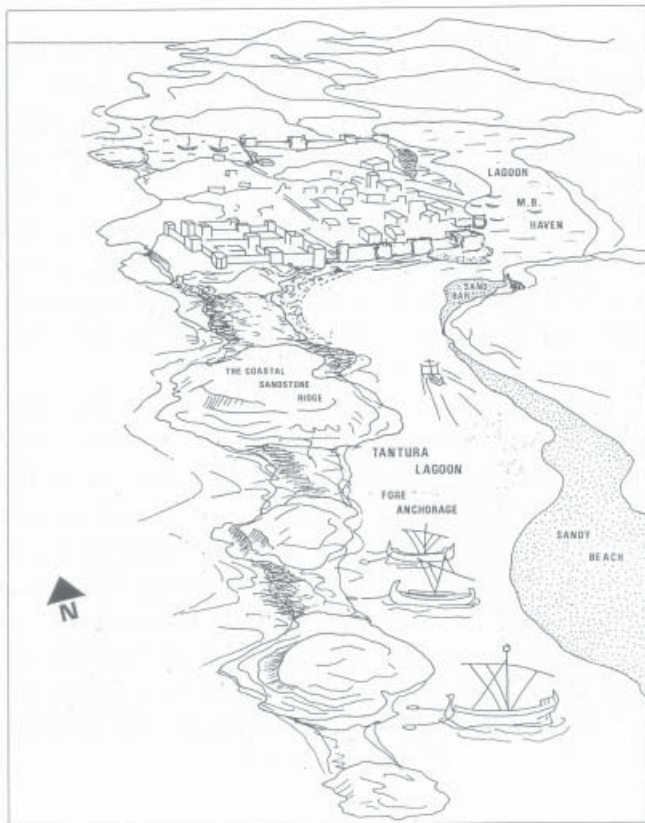 LAGOON
M.B.
HAVEN
SAND
BAR
THE COASTAL
SANDSTONE
RIDGE
TANTURA
LAGOON
FORE
ANCHORAGE
SANDY
BEACH
N